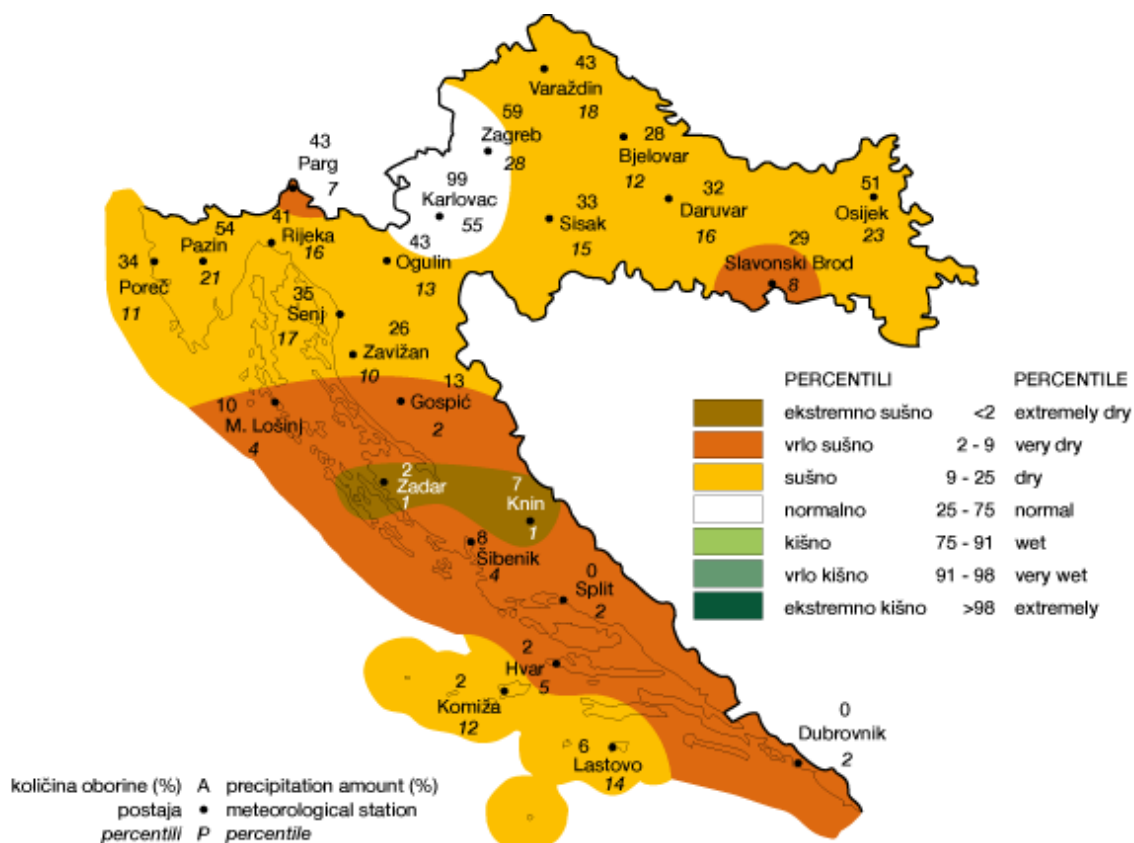 43
Varaždin
18
59
Zagreb
28
28
Bjelovar
12
43
Parg
7
99
Karlovac
55
33
Sisak
15
32
Daruvar
16
51
Osijek
23
29
Slavonski Brod
8
54
Pazin
21
41
Rijeka
16
43
Ogulin
13
34
Poreč
11
35
Senj
17
26
Zavižan
10
13
Gospić
2
10
M. Lošinj
4
2
Zadar
1
7
Knin
1
8
Šibenik
4
0
Split
2
2
Hvar
5
2
Komiža
12
6
Lastovo
14
0
Dubrovnik
2
PERCENTILI PERCENTILE
ekstremno sušno <2 extremely dry
vrlo sušno 2 - 9 very dry
sušno 9 - 25 dry
normalno 25 - 75 normal
kišno 75 - 91 wet
vrlo kišno 91 - 98 very wet
ekstremno kišno >98 extremely
količina oborine (%) A precipitation amount (%)
postaja • meteorological station
percentili P percentile